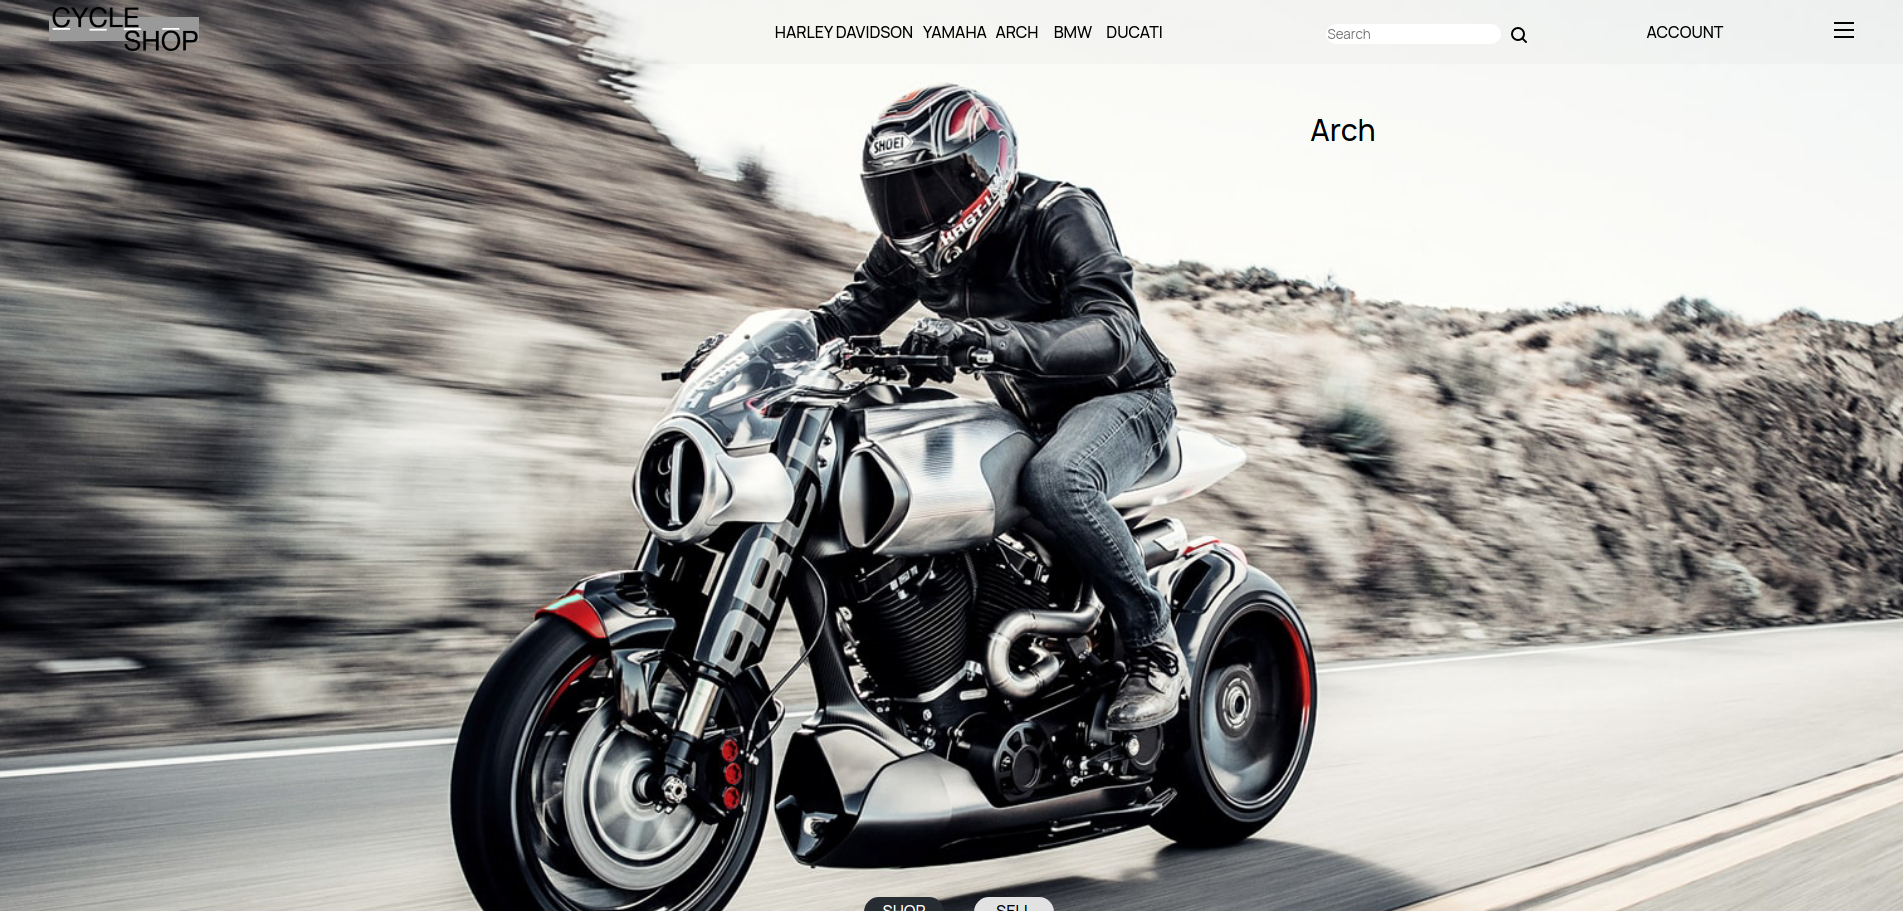 CYCLE
SHOP
HARLEY DAVIDSON YAMAHA ARCH BMW DUCATI
Search
ACCOUNT
Arch
SHOEI
ARCH
SHOP SELL